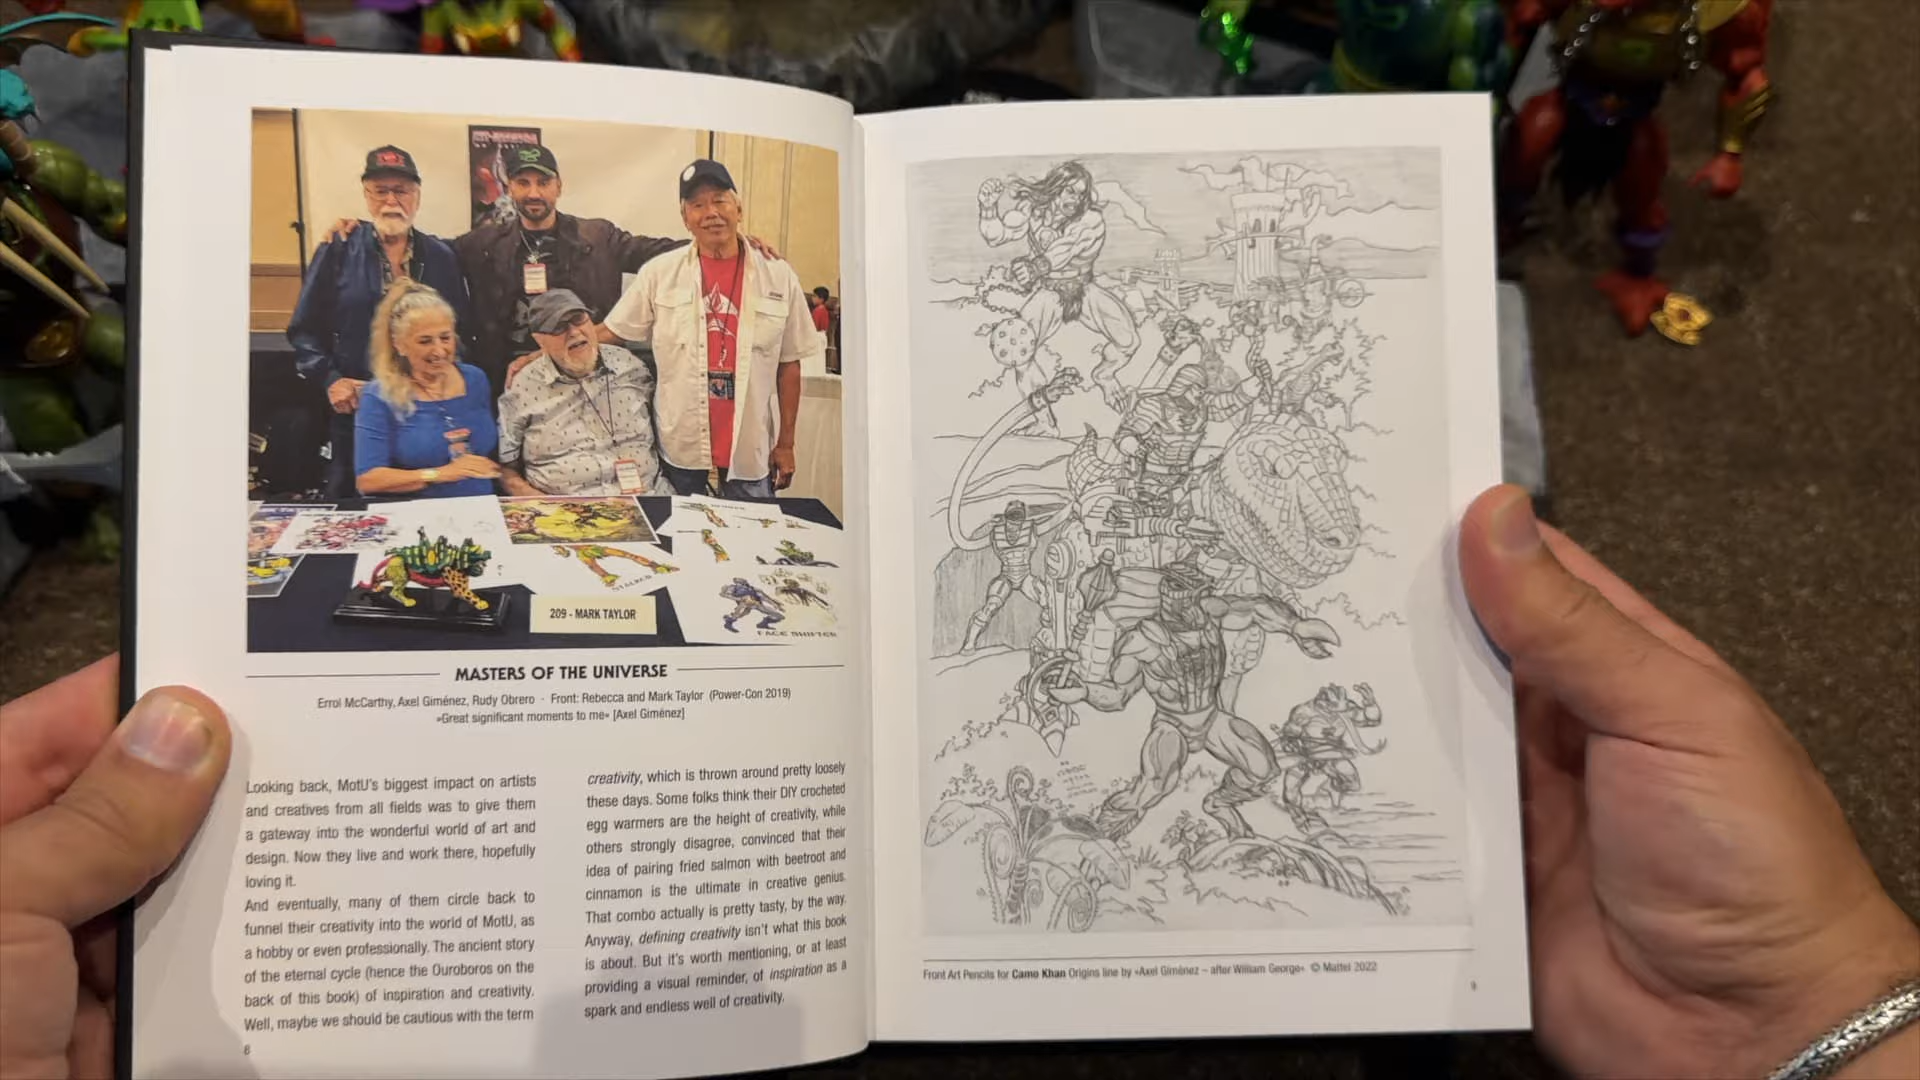 209 - MARK TAYLOR
STALKER
FACE SHIFTER
MASTERS OF THE UNIVERSE
Errol McCarthy, Axel Giménez, Rudy Obrero · Front: Rebecca and Mark Taylor (Power-Con 2019)
»Great significant moments to me« [Axel Giménez]
Looking back, MotU's biggest impact on artists
and creatives from all fields was to give them
a gateway into the wonderful world of art and
design. Now they live and work there, hopefully
loving it.
And eventually, many of them circle back to
funnel their creativity into the world of MotU, as
a hobby or even professionally. The ancient story
of the eternal cycle (hence the Ouroboros on the
back of this book) of inspiration and creativity.
Well, maybe we should be cautious with the term
8
creativity, which is thrown around pretty loosely
these days. Some folks think their DIY crocheted
egg warmers are the height of creativity, while
others strongly disagree, convinced that their
idea of pairing fried salmon with beetroot and
cinnamon is the ultimate in creative genius.
That combo actually is pretty tasty, by the way.
Anyway, defining creativity isn't what this book
is about. But it's worth mentioning, or at least
providing a visual reminder, of inspiration as a
spark and endless well of creativity.
Front Art Pencils for Camo Khan Origins line by »Axel Giménez – after William George« © Mattel 2022
9